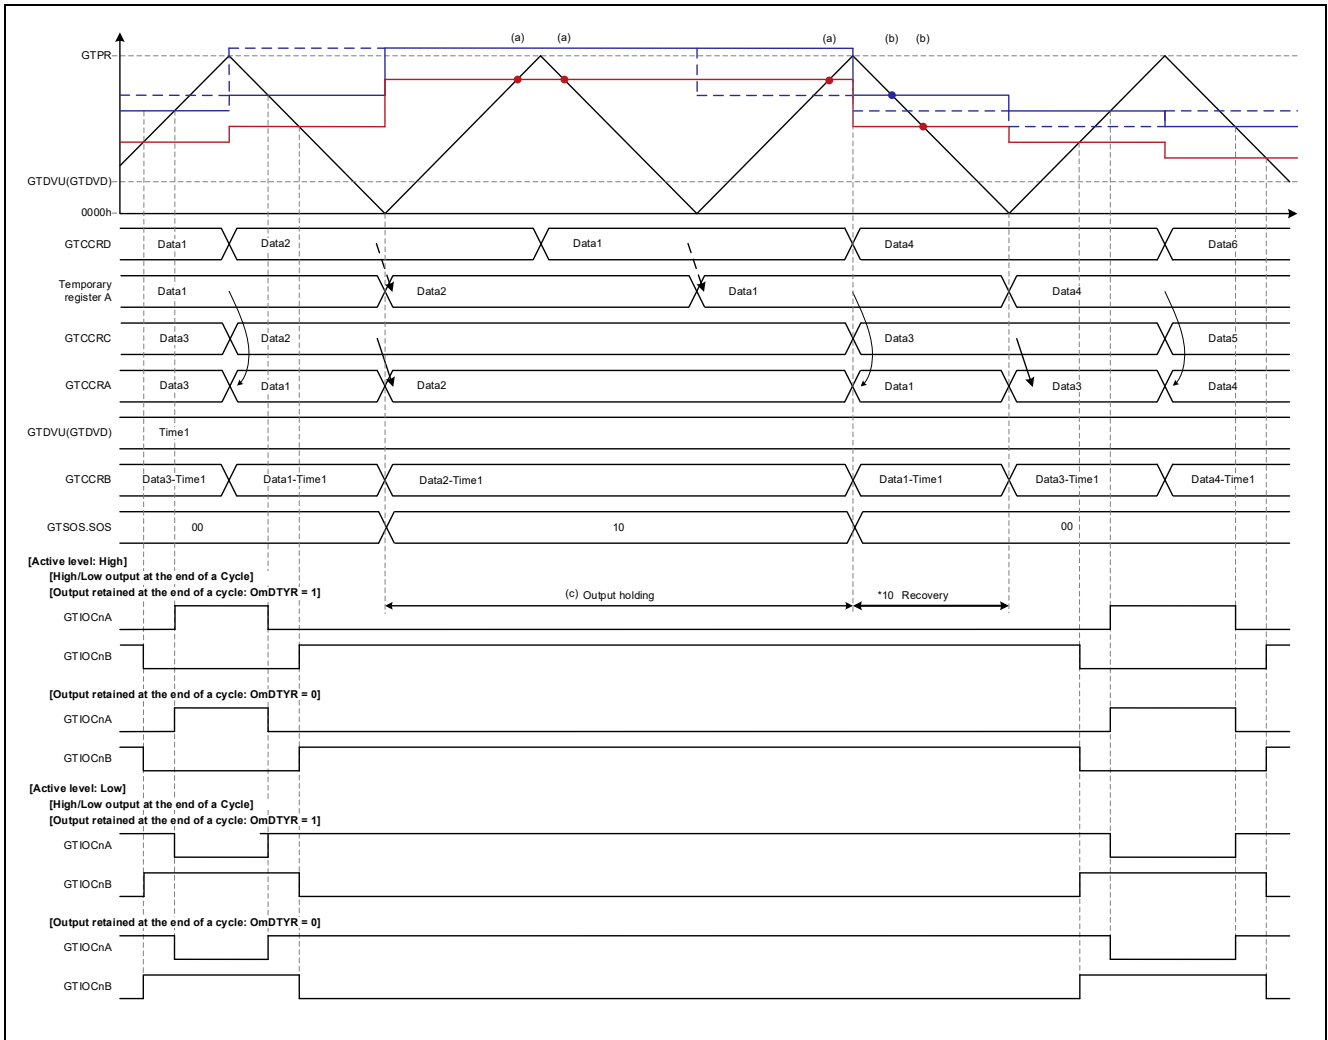 (a) (a) (a) (b) (b)
GTPR
GTDVU(GTDVD)
0000h
GTCCRD Data1 Data2 Data1 Data4 Data6
Temporary
register A Data1 Data2 Data1 Data4
GTCCRC Data3 Data2 Data3 Data5
GTCCRA Data3 Data1 Data2 Data1 Data3 Data4
GTDVU(GTDVD) Time1
GTCCRB Data3-Time1 Data1-Time1 Data2-Time1 Data1-Time1 Data3-Time1 Data4-Time1
GTSOS.SOS 00 10 00
[Active level: High]
[High/Low output at the end of a Cycle]
[Output retained at the end of a cycle: OmDTYR = 1]
(c) Output holding *10 Recovery
GTIOCnA
GTIOCnB
[Output retained at the end of a cycle: OmDTYR = 0]
GTIOCnA
GTIOCnB
[Active level: Low]
[High/Low output at the end of a Cycle]
[Output retained at the end of a cycle: OmDTYR = 1]
GTIOCnA
GTIOCnB
[Output retained at the end of a cycle: OmDTYR = 0]
GTIOCnA
GTIOCnB